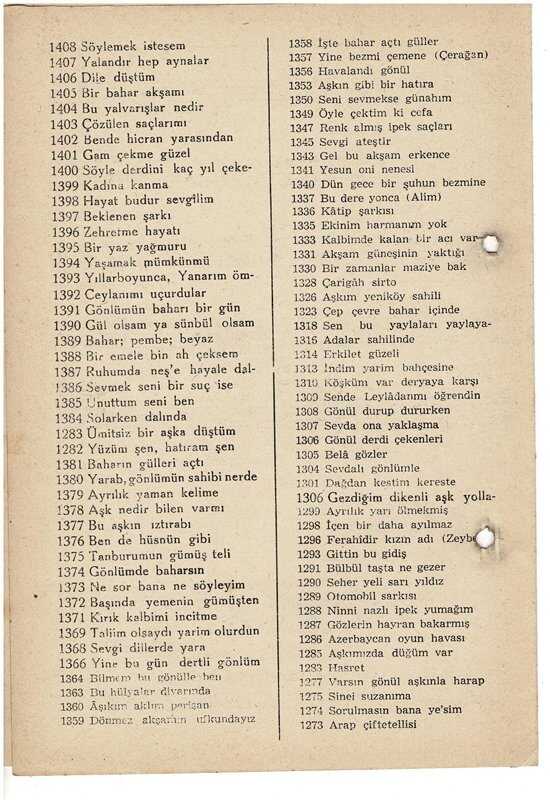 1408 Söylemek istesem
1407 Yalandır hep aynalar
1406 Dile düştüm
1405 Bir bahar akşamı
1404 Bu yalvarışlar nedir
1403 Çözülen saçlarımı
1402 Bende hicran yarasından
1401 Gam çekme güzel
1400 Söyle derdini kaç yıl çeke-
1399 Kadına kanma
1398 Hayat budur sevgilim
1397 Beklenen şarkı
1396 Zehretme hayatı
1395 Bir yaz yağmuru
1394 Yaşamak mümkünmü
1393 Yıllarboyunca, Yanarım öm-
1392 Ceylanımı uçurdular
1391 Gönlümün baharı bir gün
1390 Gül olsam ya sünbül olsam
1389 Bahar; pembe; beyaz
1388 Bir emele bin ah çeksem
1387 Ruhumda neş'e hayale dal-
1386 Sevmek seni bir suç ise
1385 Unuttum seni ben
1384 Solarken dalında
1283 Ümitsiz bir aşka düştüm
1282 Yüzüm şen, hatıram şen
1381 Baharın gülleri açtı
1380 Yarab, gönlümün sahibi nerde
1379 Ayrılık yaman kelime
1378 Aşk nedir bilen varmı
1377 Bu aşkın ıztırabı
1376 Ben de hüsnün gibi
1375 Tanburumun gümüş teli
1374 Gönlümde baharsın
1373 Ne sor bana ne söyleyim
1372 Başında yemenin gümüşten
1371 Kırık kalbimi incitme
1369 Taliim olsaydı yarim olurdun
1368 Sevgi dillerde yara
1366 Yine bu gün dertli gönlüm
1364 Bilmem bu gönülle ben
1363 Bu hülyalar diyarında
1360 Aşıkım aklım perişan
1359 Dönmez akşamın ufkundayız
1358 İşte bahar açtı güller
1357 Yine bezmi çemene (Çerağan)
1356 Havalandı gönül
1353 Aşkın gibi bir hatıra
1350 Seni sevmekse günahım
1349 Öyle çektim ki cefa
1347 Renk almış ipek saçları
1345 Sevgi ateştir
1343 Gel bu akşam erkence
1341 Yesun oni nenesi
1340 Dün gece bir şuhun bezmine
1337 Bu dere yonca (Alim)
1336 Kâtip şarkısı
1335 Ekinim harmanım yok
1333 Kalbimde kalan bir acı var
1331 Akşam güneşinin yaktığı
1330 Bir zamanlar maziye bak
1328 Çarigâh sirto
1326 Aşkım yeniköy sahili
1323 Çep çevre bahar içinde
1318 Sen bu yaylaları yaylaya-
1316 Adalar sahilinde
1314 Erkilet güzeli
1313 İndim yarim bahçesine
1310 Köşküm var deryaya karşı
1309 Sende Leylâdanmı öğrendin
1308 Gönül durup dururken
1307 Sevda ona yaklaşma
1306 Gönül derdi çekenleri
1305 Belâ gözler
1304 Sevdalı gönlümle
1301 Dağdan kestim kereste
1306 Gezdiğim dikenli aşk yolla-
1299 Ayrılık yarı ölmekmiş
1298 İçen bir daha ayılmaz
1296 Ferahidir kızın adı (Zeybe
1293 Gittin bu gidiş
1291 Bülbül taşta ne gezer
1290 Seher yeli sarı yıldız
1289 Otomobil şarkısı
1288 Ninni nazlı ipek yumağım
1287 Gözlerin hayran bakarmış
1286 Azerbaycan oyun havası
1285 Aşkımızda düğüm var
1283 Hasret
1277 Varsın gönül aşkınla harap
1275 Sinei suzanıma
1274 Sorulmasın bana ye'sim
1273 Arap çiftetellisi